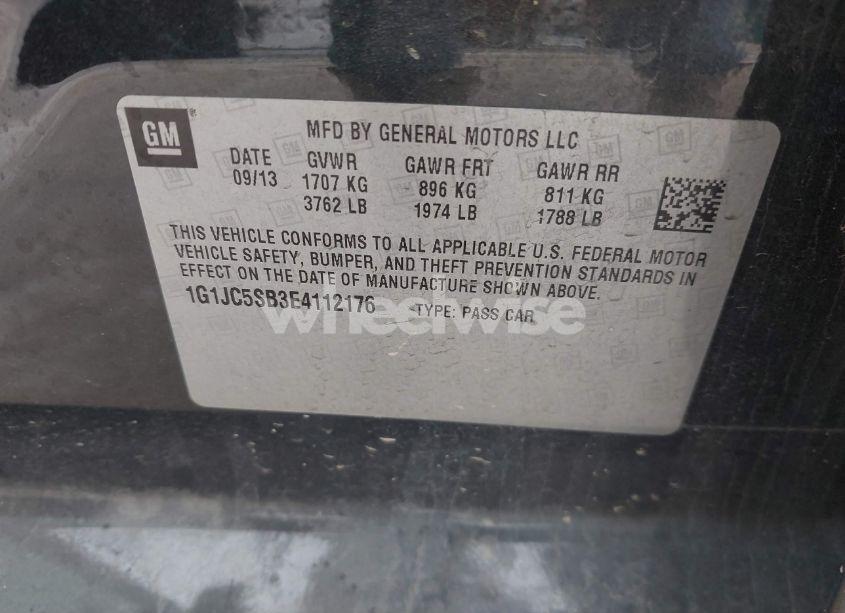 GM
MFD BY GENERAL MOTORS LLC
DATE GVWR GAWR FRT GAWR RR
09/13 1707 KG 896 KG 811 KG
3762 LB 1974 LB 1788 LB
THIS VEHICLE CONFORMS TO ALL APPLICABLE U.S. FEDERAL MOTOR
VEHICLE SAFETY, BUMPER, AND THEFT PREVENTION STANDARDS IN
EFFECT ON THE DATE OF MANUFACTURE SHOWN ABOVE.
1G1JC5SB3E4112176 TYPE: PASS CAR
wheelwise